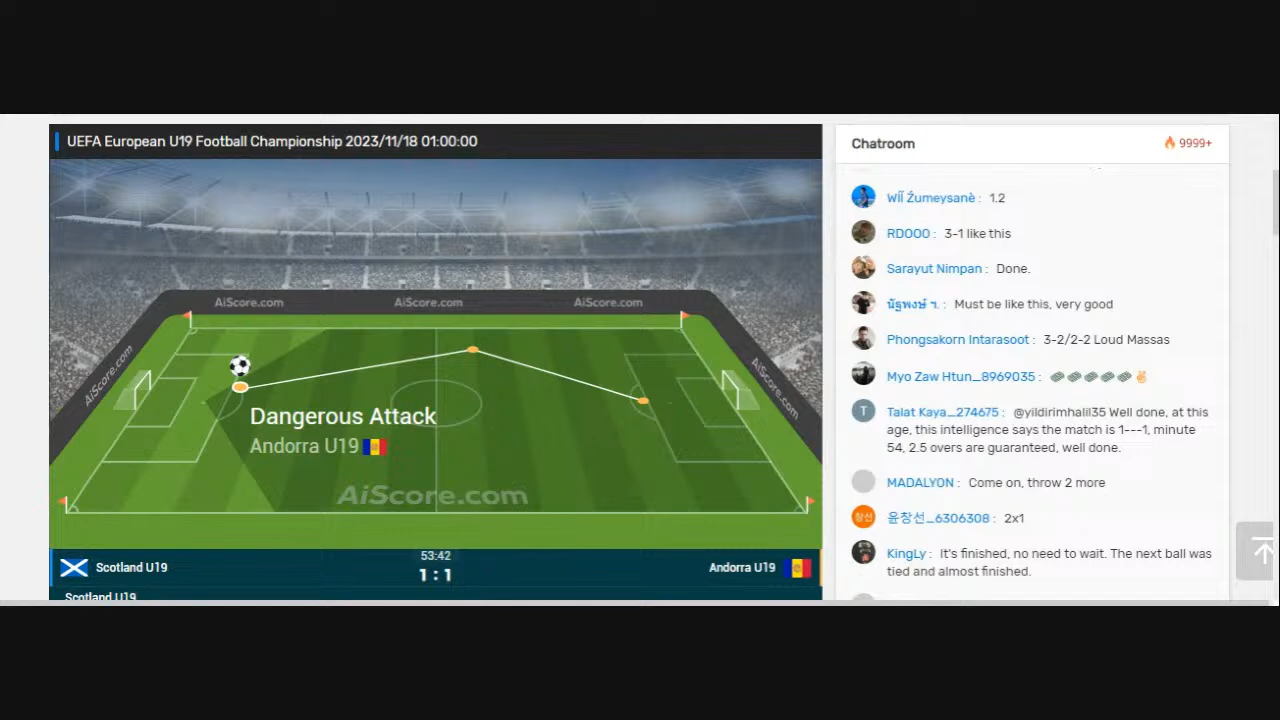 UEFA European U19 Football Championship 2023/11/18 01:00:00
AiScore.com AiScore.com AiScore.com
AiScore.com
AiScore.com
Dangerous Attack
Andorra U19
AiScore.com
53:42
Scotland U19 1 : 1 Andorra U19
Scotland U19
Chatroom 9999+
Wİİ Źumeysanè : 1.2
RDOOO : 3-1 like this
Sarayut Nimpan : Done.
นัฐพงษ์ ฯ. : Must be like this, very good
Phongsakorn Intarasoot : 3-2/2-2 Loud Massas
Myo Zaw Htun_8969035 :
T
Talat Kaya_274675 : @yildirimhalil35 Well done, at this
age, this intelligence says the match is 1---1, minute
54, 2.5 overs are guaranteed, well done.
MADALYON : Come on, throw 2 more
창선
윤창선_6306308 : 2x1
KingLy : It's finished, no need to wait. The next ball was
tied and almost finished.